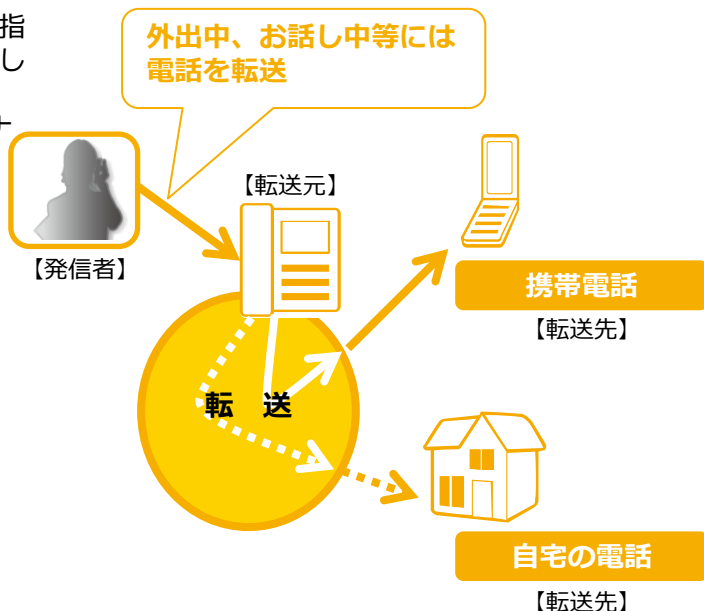 指
し
外出中、お話し中等には
電話を転送
【転送元】
【発信者】
携帯電話
【転送先】
転 送
自宅の電話
【転送先】